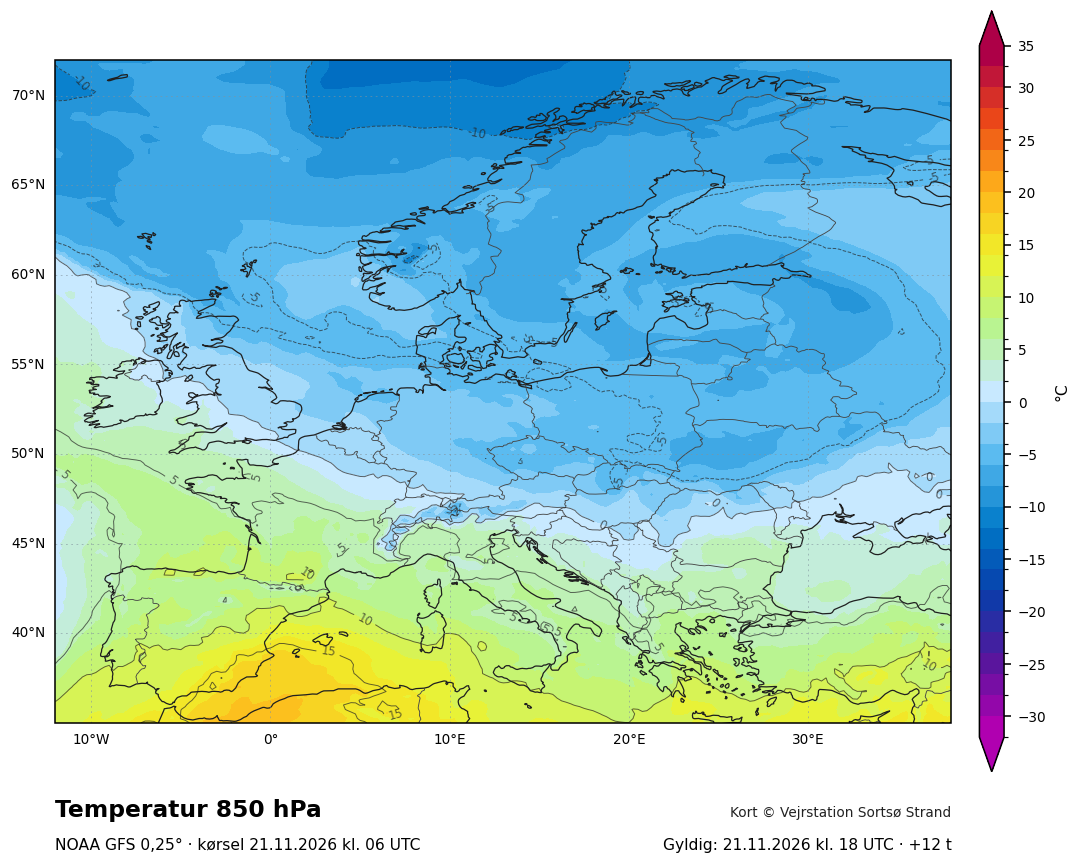 70°N
65°N
60°N
55°N
50°N
45°N
40°N
10°W 0° 10°E 20°E 30°E
35
30
25
20
15
10
5
0
−5
−10
−15
−20
−25
−30
°C
Temperatur 850 hPa
Kort © Vejrstation Sortsø Strand
NOAA GFS 0,25° · kørsel 21.11.2026 kl. 06 UTC
Gyldig: 21.11.2026 kl. 18 UTC · +12 t